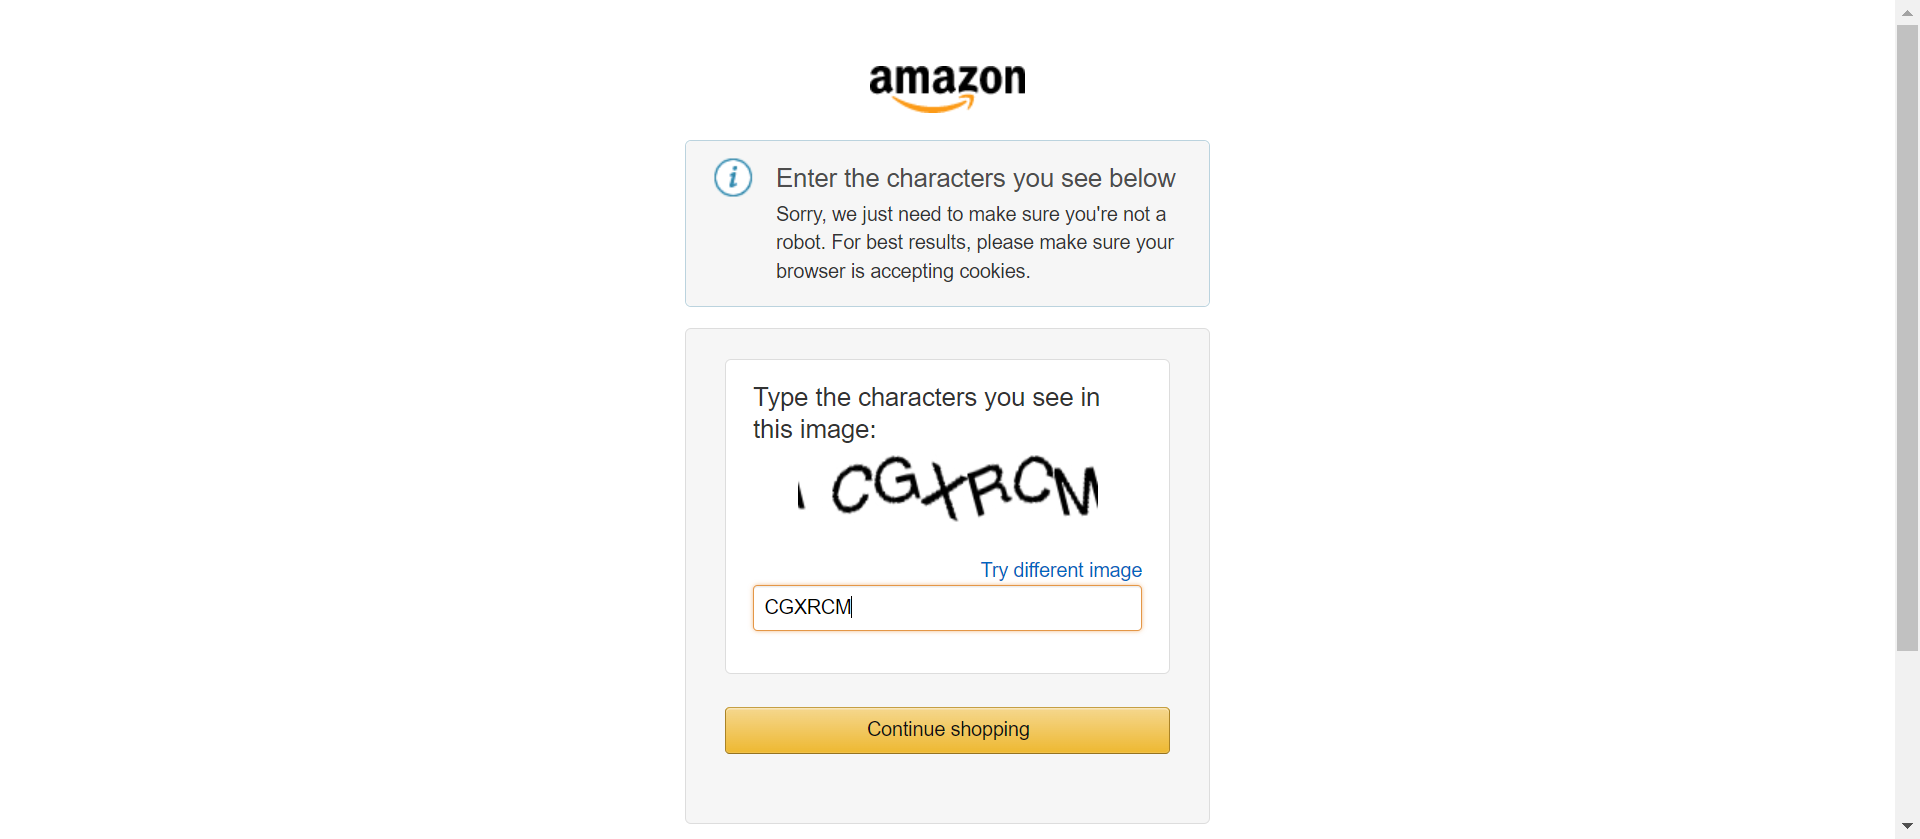 amazon
Enter the characters you see below
Sorry, we just need to make sure you're not a
robot. For best results, please make sure your
browser is accepting cookies.
Type the characters you see in
this image:
CGXRCM
Try different image
CGXRCM
Continue shopping